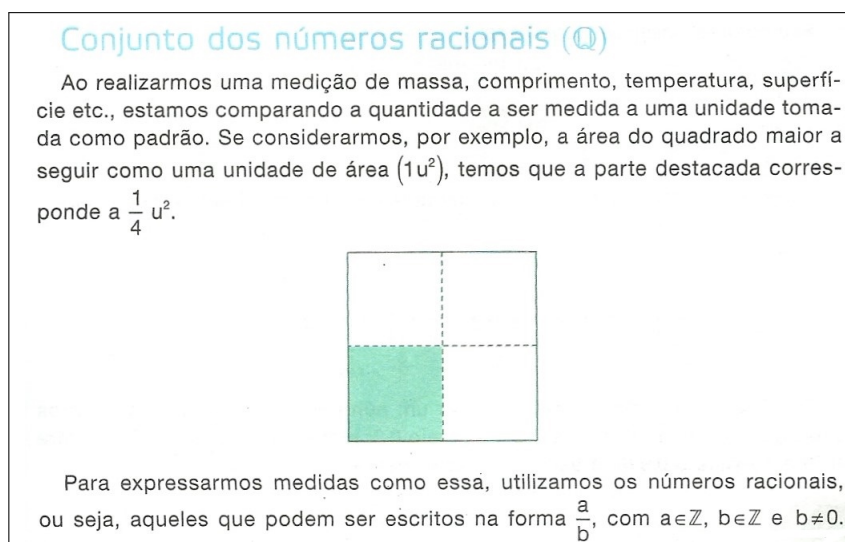 Conjunto dos números racionais (ℚ)
Ao realizarmos uma medição de massa, comprimento, temperatura, superfí-
cie etc., estamos comparando a quantidade a ser medida a uma unidade toma-
da como padrão. Se considerarmos, por exemplo, a área do quadrado maior a
seguir como uma unidade de área (1u²), temos que a parte destacada corres-
ponde a 1/4 u².
Para expressarmos medidas como essa, utilizamos os números racionais,
ou seja, aqueles que podem ser escritos na forma a/b, com a∈ℤ, b∈ℤ e b≠0.